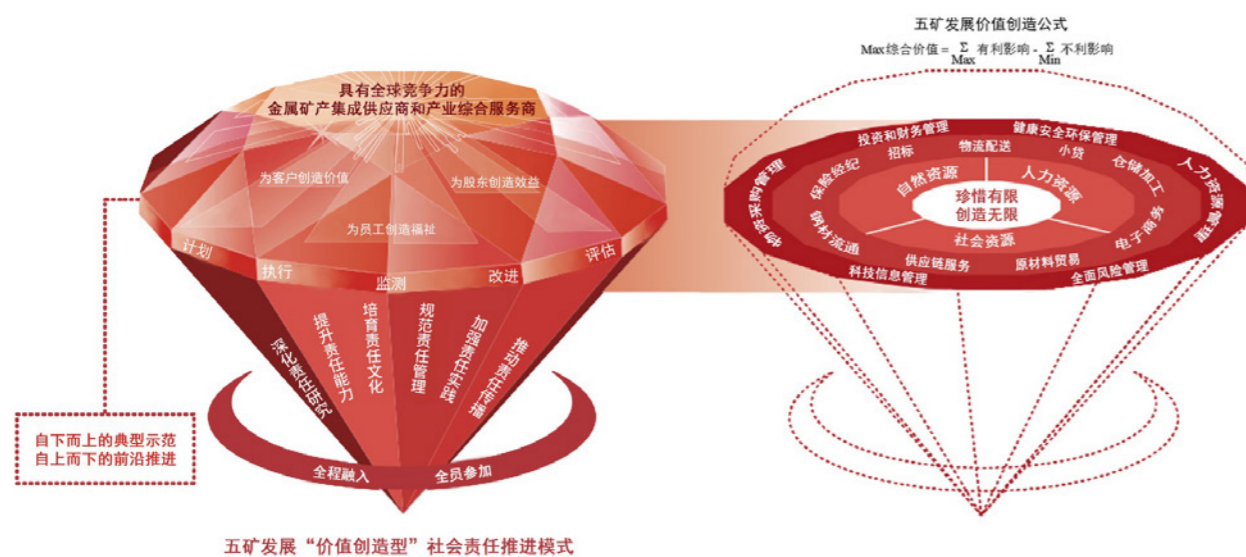 五矿发展价值创造公式
Max综合价值= Σ Max 有利影响 - Σ Min 不利影响
具有全球竞争力的
金属矿产集成供应商和产业综合服务商
为客户创造价值
为股东创造效益
为员工创造福祉
计划
执行
监测
改进
评估
深化责任研究
提升责任能力
培育责任文化
规范责任管理
加强责任实践
推动责任传播
全程融入
全员参加
自下而上的典型示范
自上而下的前沿推进
五矿发展“价值创造型”社会责任推进模式
投资和财务管理
健康安全环保管理
物资采购管理
人力资源管理
科技信息管理
全面风险管理
招标
物流配送
小贷
保险经纪
仓储加工
钢材流通
电子商务
供应链服务
原材料贸易
自然资源
人力资源
社会资源
珍惜有限
创造无限